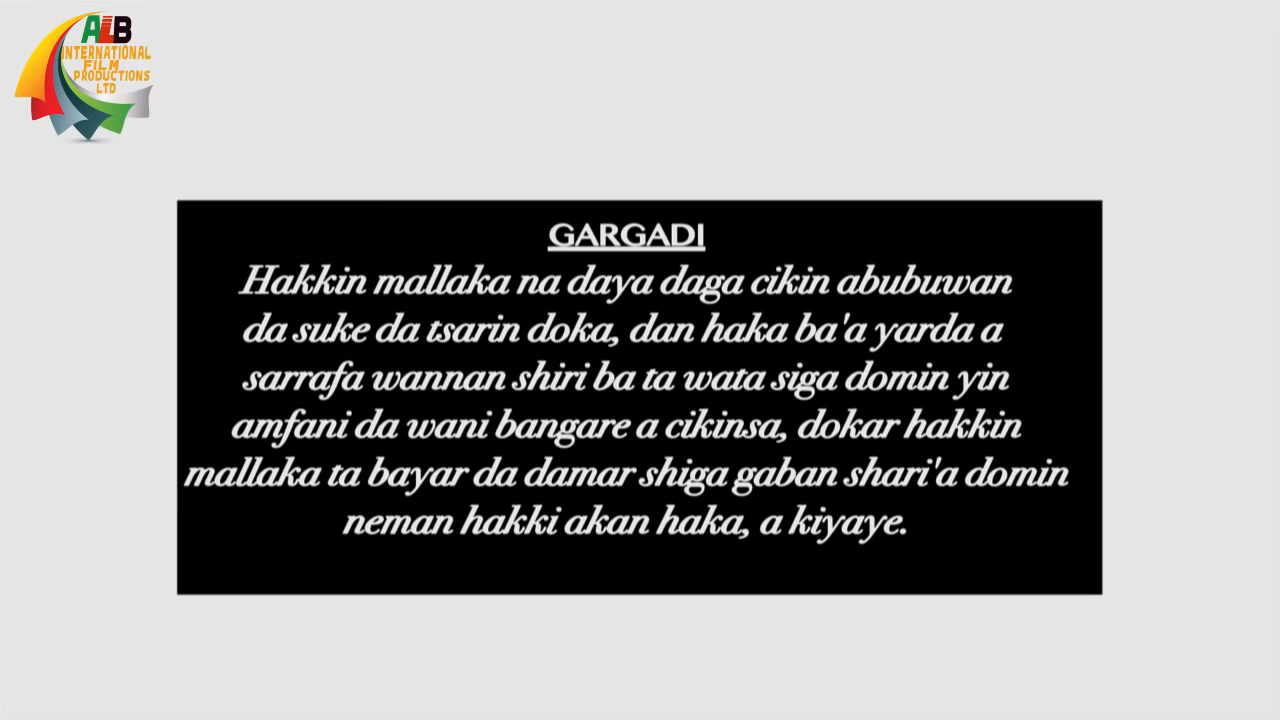 ALB
INTERNATIONAL
FILM
PRODUCTIONS
LTD
GARGADI
Hakkin mallaka na daya daga cikin abubuwan
da suke da tsarin doka, dan haka ba'a yarda a
sarrafa wannan shiri ba ta wata siga domin yin
amfani da wani bangare a cikinsa, dokar hakkin
mallaka ta bayar da damar shiga gaban shari'a domin
neman hakki akan haka, a kiyaye.